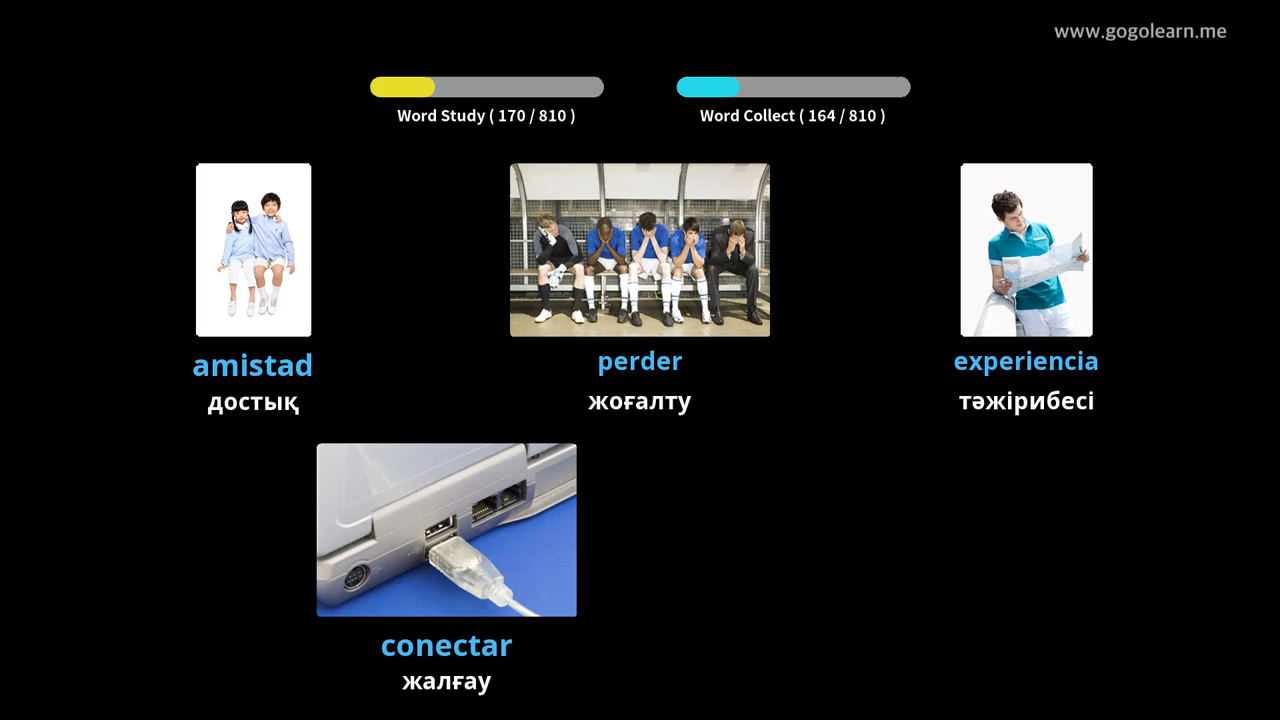 www.gogolearn.me
Word Study ( 170 / 810 )
Word Collect ( 164 / 810 )
amistad
достық
perder
жоғалту
experiencia
тәжірибесі
conectar
жалғау